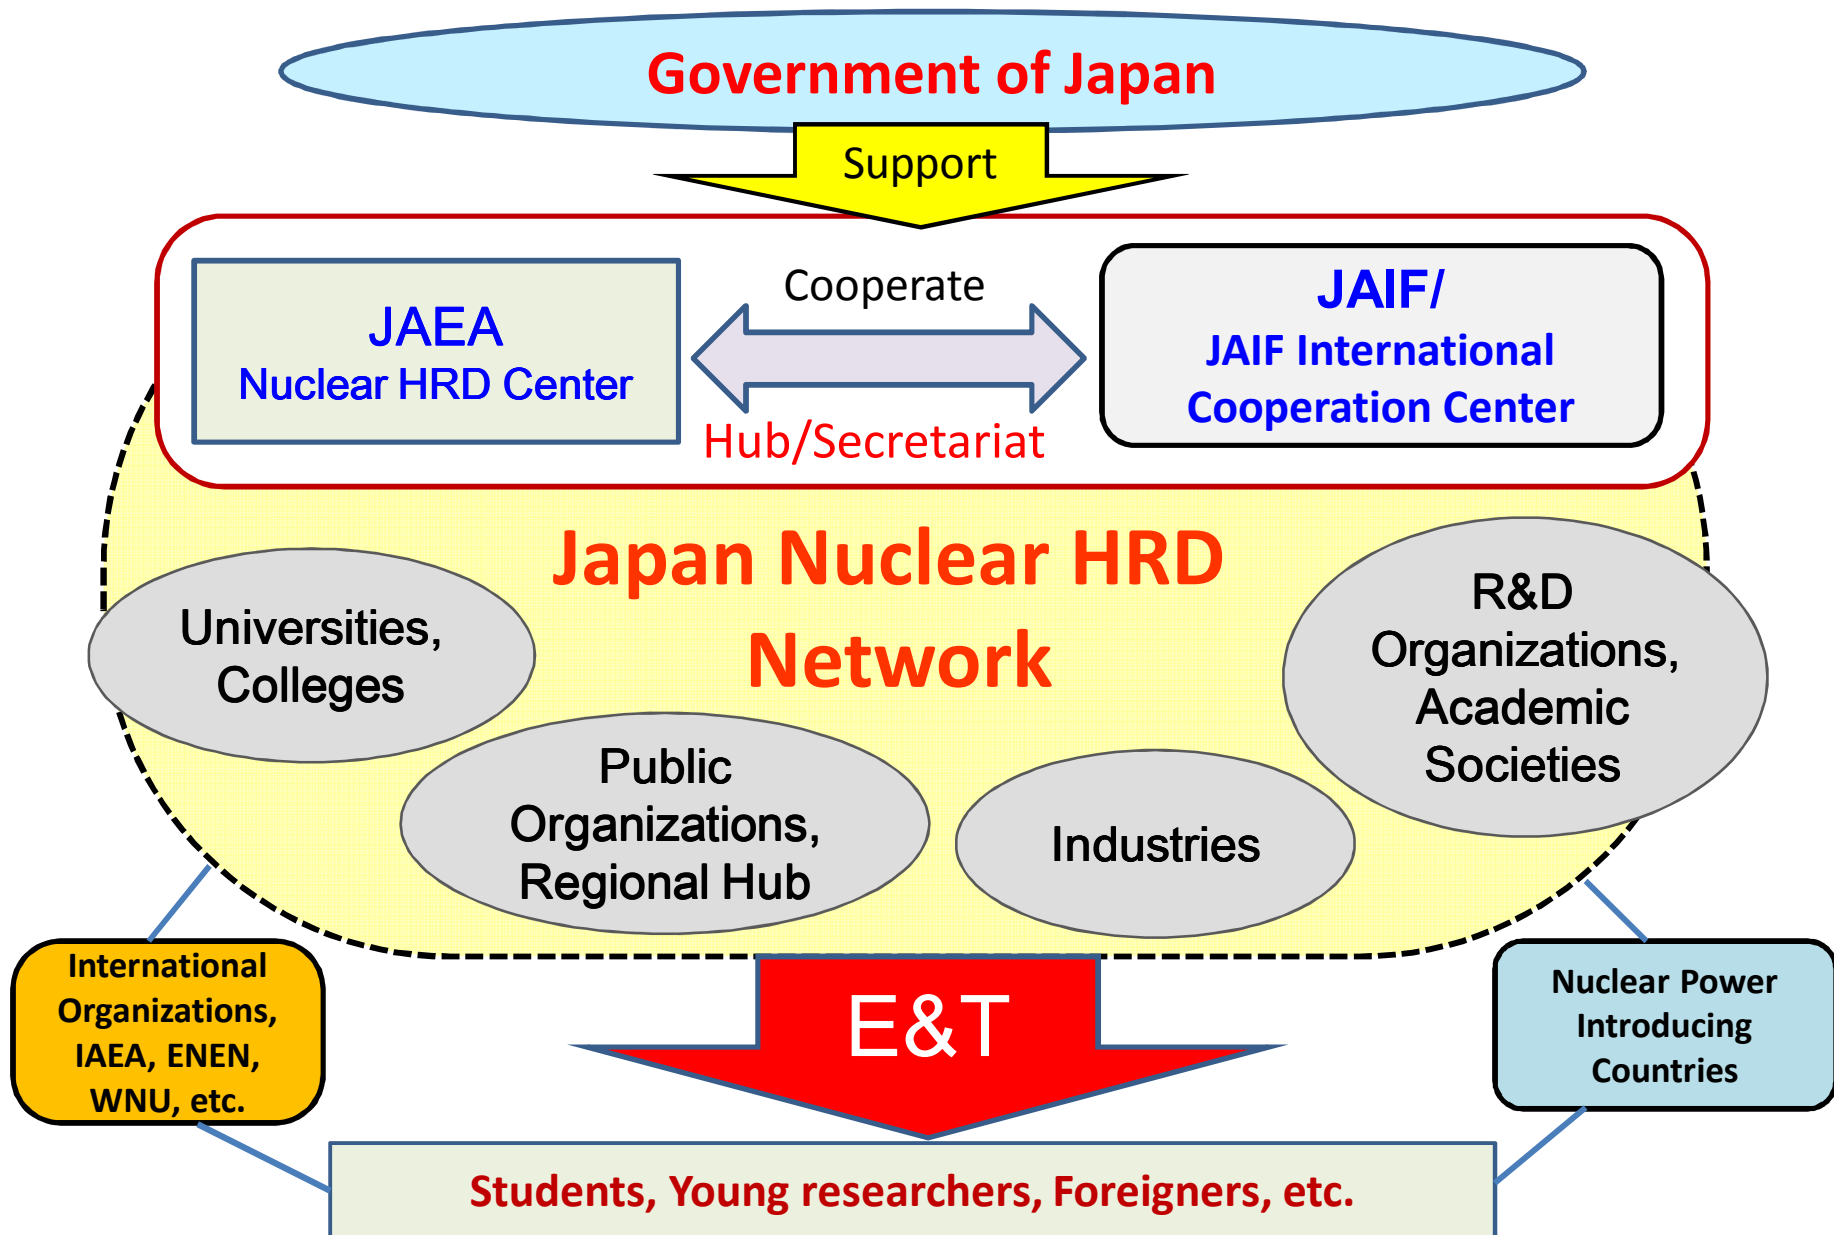 Government of Japan
Support
JAEA
Nuclear HRD Center
Cooperate
Hub/Secretariat
JAIF/
JAIF International
Cooperation Center
Japan Nuclear HRD
Network
Universities,
Colleges
Public
Organizations,
Regional Hub
Industries
R&D
Organizations,
Academic
Societies
International
Organizations,
IAEA, ENEN,
WNU, etc.
E&T
Nuclear Power
Introducing
Countries
Students, Young researchers, Foreigners, etc.